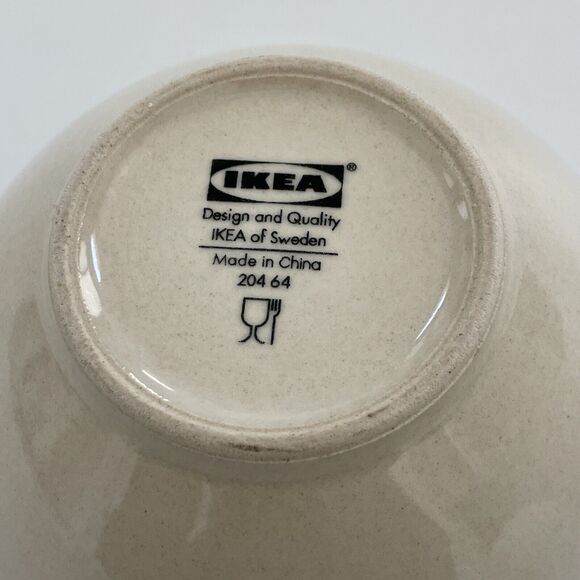 IKEA®
Design and Quality
IKEA of Sweden
Made in China
204 64